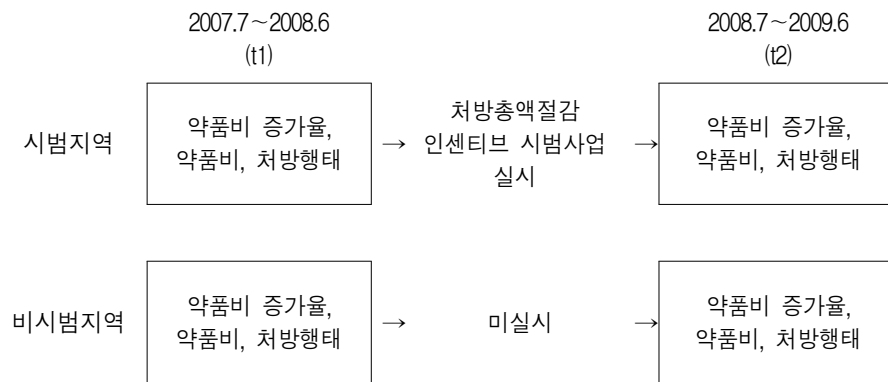 2007.7~2008.6
(t1)
2008.7~2009.6
(t2)
시범지역
약품비 증가율,
약품비, 처방행태
→
처방총액절감
인센티브 시범사업
실시
→
약품비 증가율,
약품비, 처방행태
비시범지역
약품비 증가율,
약품비, 처방행태
→
미실시
→
약품비 증가율,
약품비, 처방행태